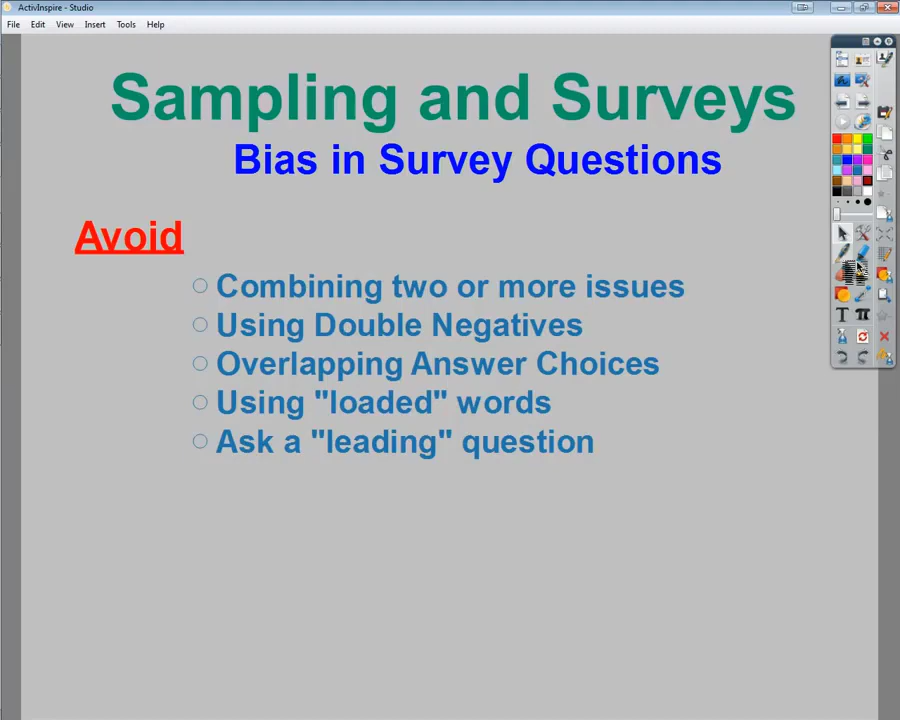 ActivInspire - Studio
File Edit View Insert Tools Help
Sampling and Surveys
Bias in Survey Questions
Avoid
Combining two or more issues
Using Double Negatives
Overlapping Answer Choices
Using "loaded" words
Ask a "leading" question